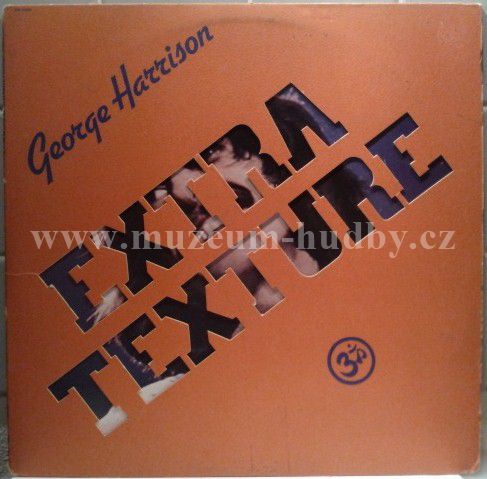 George Harrison
EXTRA
TEXTURE
www.muzeum-hudby.cz
ॐ